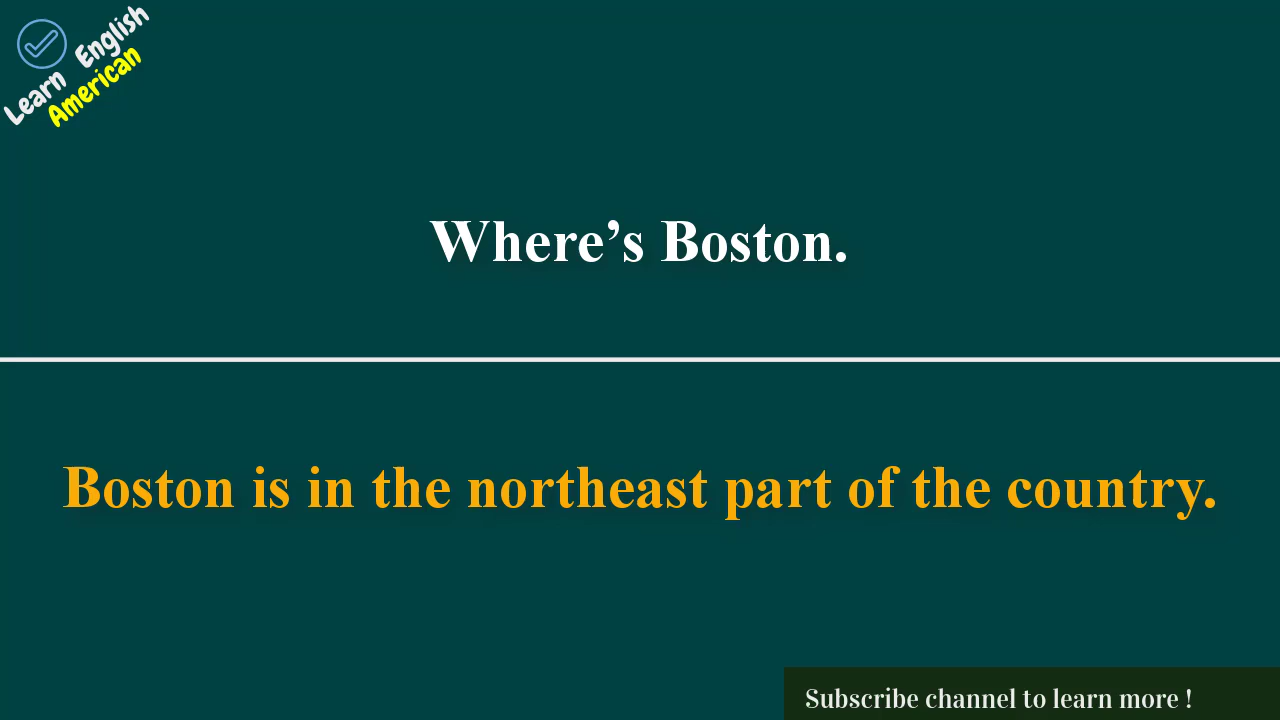 Learn English
American
Where’s Boston.
Boston is in the northeast part of the country.
Subscribe channel to learn more !